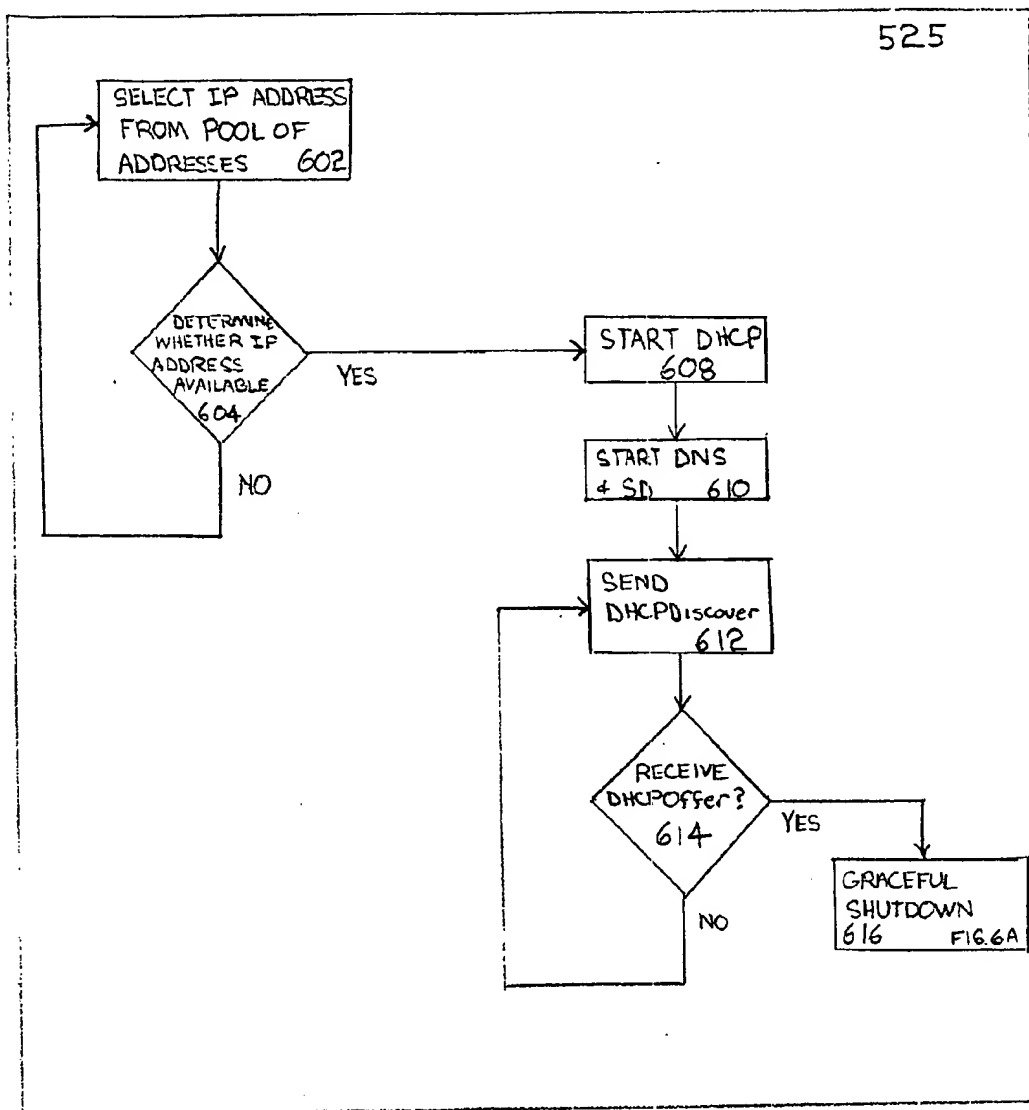 525
SELECT IP ADDRESS
FROM POOL OF
ADDRESSES 602
DETERMINE
WHETHER IP
ADDRESS
AVAILABLE
604
YES
NO
START DHCP
608
START DNS
& SD 610
SEND
DHCPDiscover
612
RECEIVE
DHCPOffer?
614
YES
NO
GRACEFUL
SHUTDOWN
616 FIG.6A